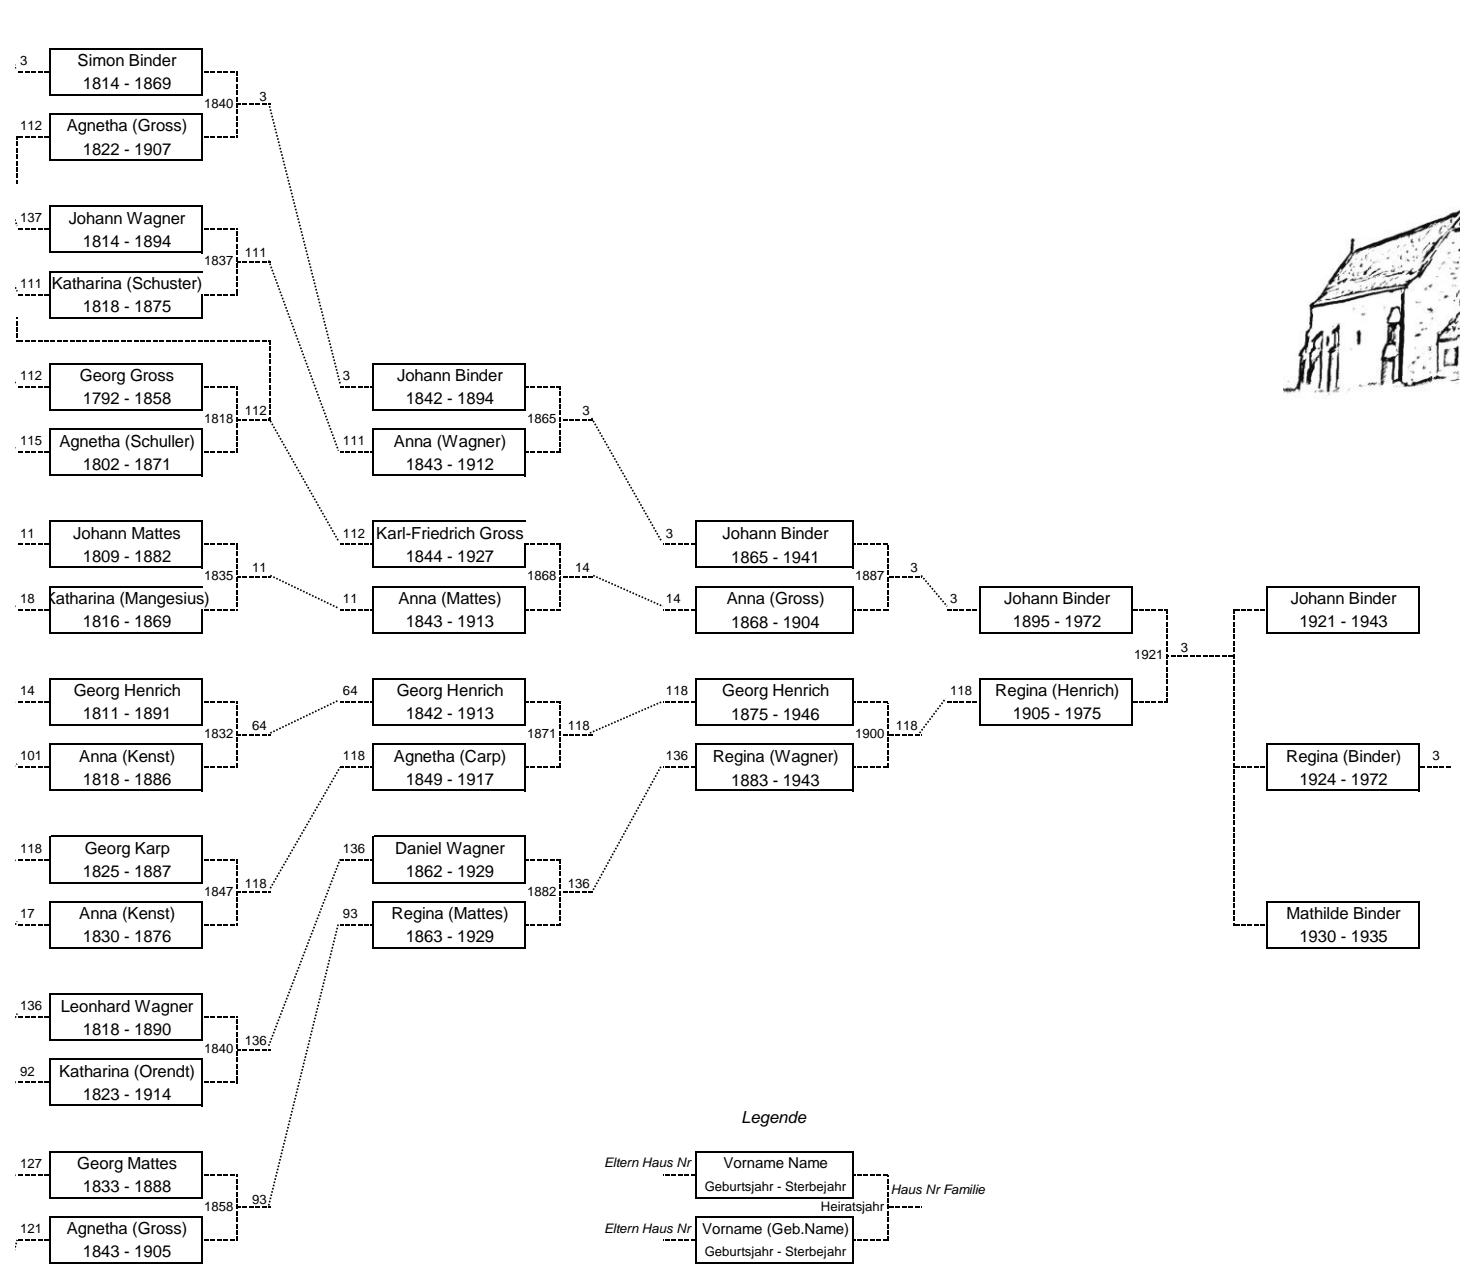 3
Simon Binder
1814 - 1869
1840
3
112
Agnetha (Gross)
1822 - 1907
137
Johann Wagner
1814 - 1894
1837
111
111
Katharina (Schuster)
1818 - 1875
112
Georg Gross
1792 - 1858
1818
112
115
Agnetha (Schuller)
1802 - 1871
11
Johann Mattes
1809 - 1882
1835
11
18
Katharina (Mangesius)
1816 - 1869
14
Georg Henrich
1811 - 1891
1832
64
101
Anna (Kenst)
1818 - 1886
118
Georg Karp
1825 - 1887
1847
118
17
Anna (Kenst)
1830 - 1876
136
Leonhard Wagner
1818 - 1890
1840
136
92
Katharina (Orendt)
1823 - 1914
127
Georg Mattes
1833 - 1888
1858
93
121
Agnetha (Gross)
1843 - 1905
3
Johann Binder
1842 - 1894
1865
3
111
Anna (Wagner)
1843 - 1912
112
Karl-Friedrich Gross
1844 - 1927
1868
14
11
Anna (Mattes)
1843 - 1913
64
Georg Henrich
1842 - 1913
1871
118
118
Agnetha (Carp)
1849 - 1917
136
Daniel Wagner
1862 - 1929
1882
136
93
Regina (Mattes)
1863 - 1929
3
Johann Binder
1865 - 1941
1887
3
14
Anna (Gross)
1868 - 1904
118
Georg Henrich
1875 - 1946
1900
118
136
Regina (Wagner)
1883 - 1943
3
Johann Binder
1895 - 1972
1921
3
118
Regina (Henrich)
1905 - 1975
Johann Binder
1921 - 1943
Regina (Binder)
1924 - 1972
3
Mathilde Binder
1930 - 1935
Legende
Eltern Haus Nr
Vorname Name
Geburtsjahr - Sterbejahr
Heiratsjahr
Haus Nr Familie
Eltern Haus Nr
Vorname (Geb.Name)
Geburtsjahr - Sterbejahr